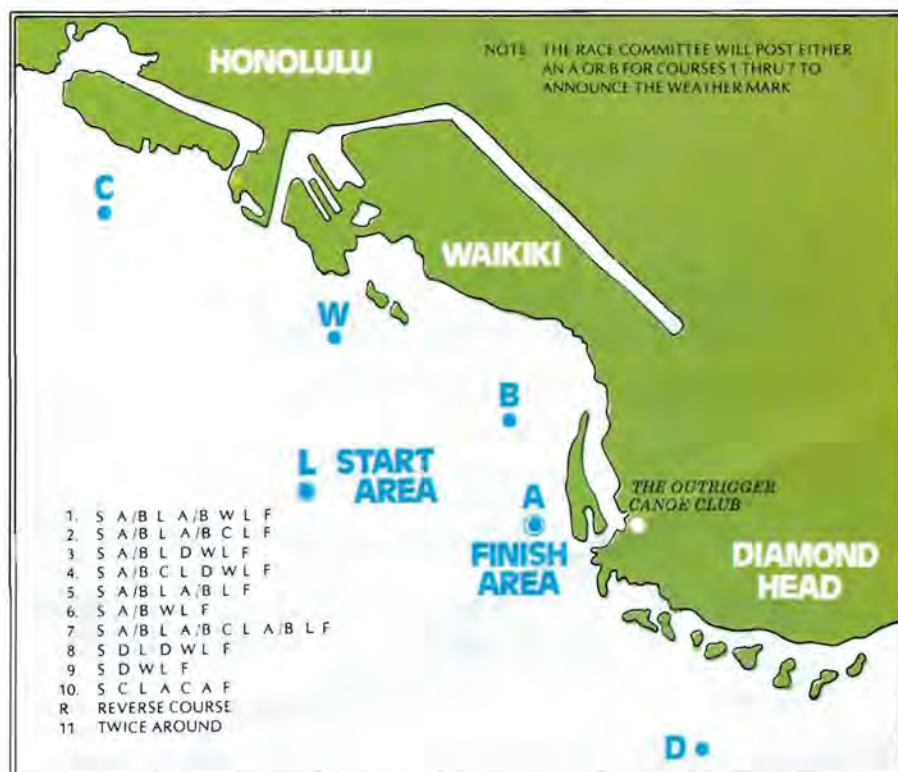 HONOLULU
NOTE THE RACE COMMITTEE WILL POST EITHER
AN A OR B FOR COURSES 1 THRU 7 TO
ANNOUNCE THE WEATHER MARK
C
WAIKIKI
W
B
L START
AREA
A
THE OUTRIGGER
CANOE CLUB
FINISH
AREA
DIAMOND
HEAD
1. S A/B L A/B W L F
2. S A/B L A/B C L F
3. S A/B L D W L F
4. S A/B C L D W L F
5. S A/B L A/B L F
6. S A/B W L F
7 S A/B L A/B C L A/B L F
8 S D L D W L F
9 S D W L F
10. S C L A C A F
R REVERSE COURSE
11 TWICE AROUND
D